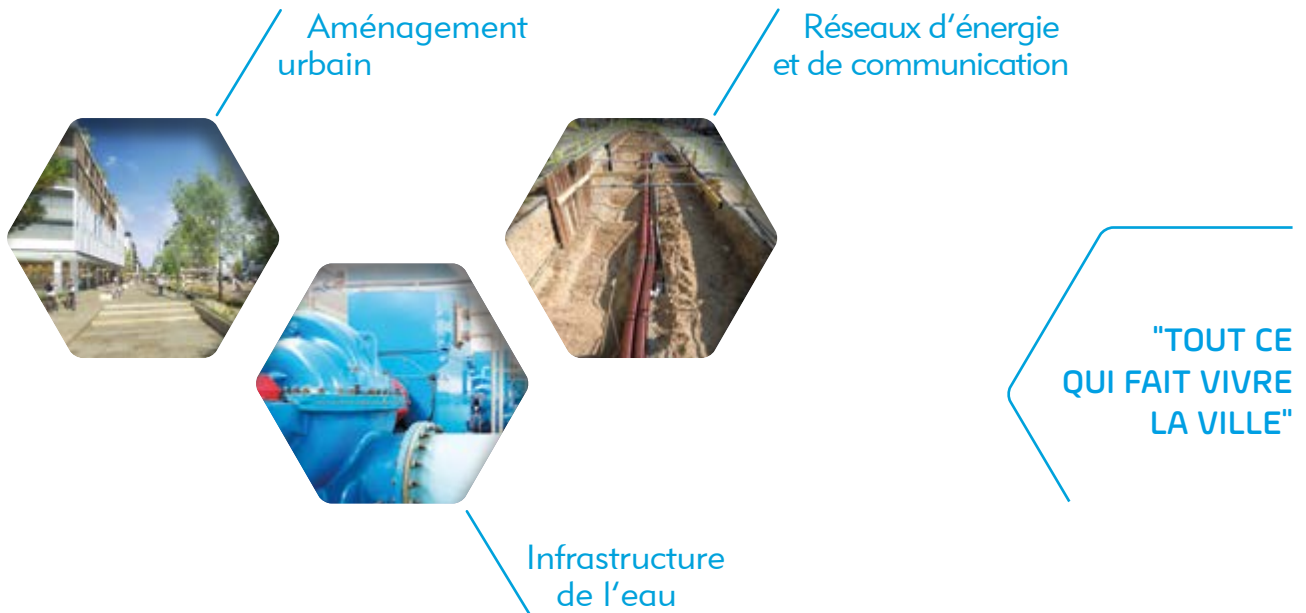 Aménagement
urbain
Réseaux d’énergie
et de communication
"TOUT CE
QUI FAIT VIVRE
LA VILLE"
Infrastructure
de l’eau